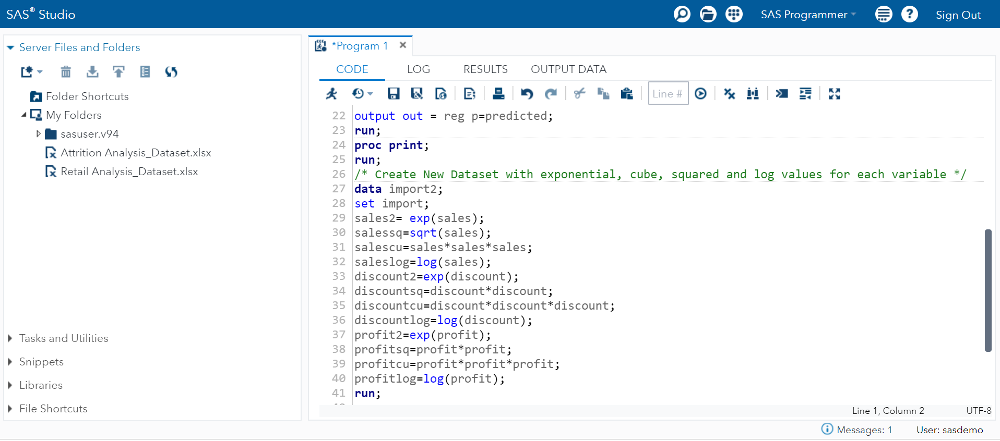 SAS® Studio
SAS Programmer
Sign Out
Server Files and Folders
Folder Shortcuts
My Folders
sasuser.v94
Attrition Analysis_Dataset.xlsx
Retail Analysis_Dataset.xlsx
Tasks and Utilities
Snippets
Libraries
File Shortcuts
*Program 1
CODE LOG RESULTS OUTPUT DATA
Line #
22 output out = reg p=predicted;
23 run;
24 proc print;
25 run;
26 /* Create New Dataset with exponential, cube, squared and log values for each variable */
27 data import2;
28 set import;
29 sales2= exp(sales);
30 salessq=sqrt(sales);
31 salescu=sales*sales*sales;
32 saleslog=log(sales);
33 discount2=exp(discount);
34 discountsq=discount*discount;
35 discountcu=discount*discount*discount;
36 discountlog=log(discount);
37 profit2=exp(profit);
38 profitsq=profit*profit;
39 profitcu=profit*profit*profit;
40 profitlog=log(profit);
41 run;
Line 1, Column 2
UTF-8
Messages: 1
User: sasdemo